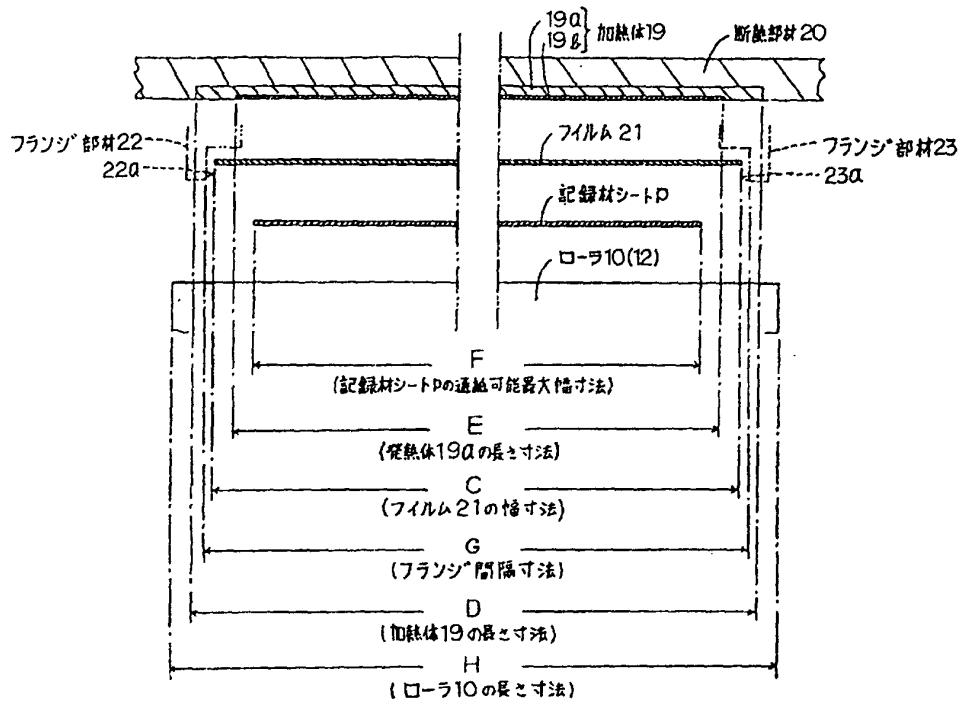 19a
19b
加熱体19
断熱部材20
フランジ部材22
22a
フイルム21
フランジ部材23
23a
記録材シートP
ローラ10(12)
F
(記録材シートPの通紙可能最大幅寸法)
E
(発熱体19aの長さ寸法)
C
(フイルム21の幅寸法)
G
(フランジ間隔寸法)
D
(加熱体19の長さ寸法)
H
(ローラ10の長さ寸法)